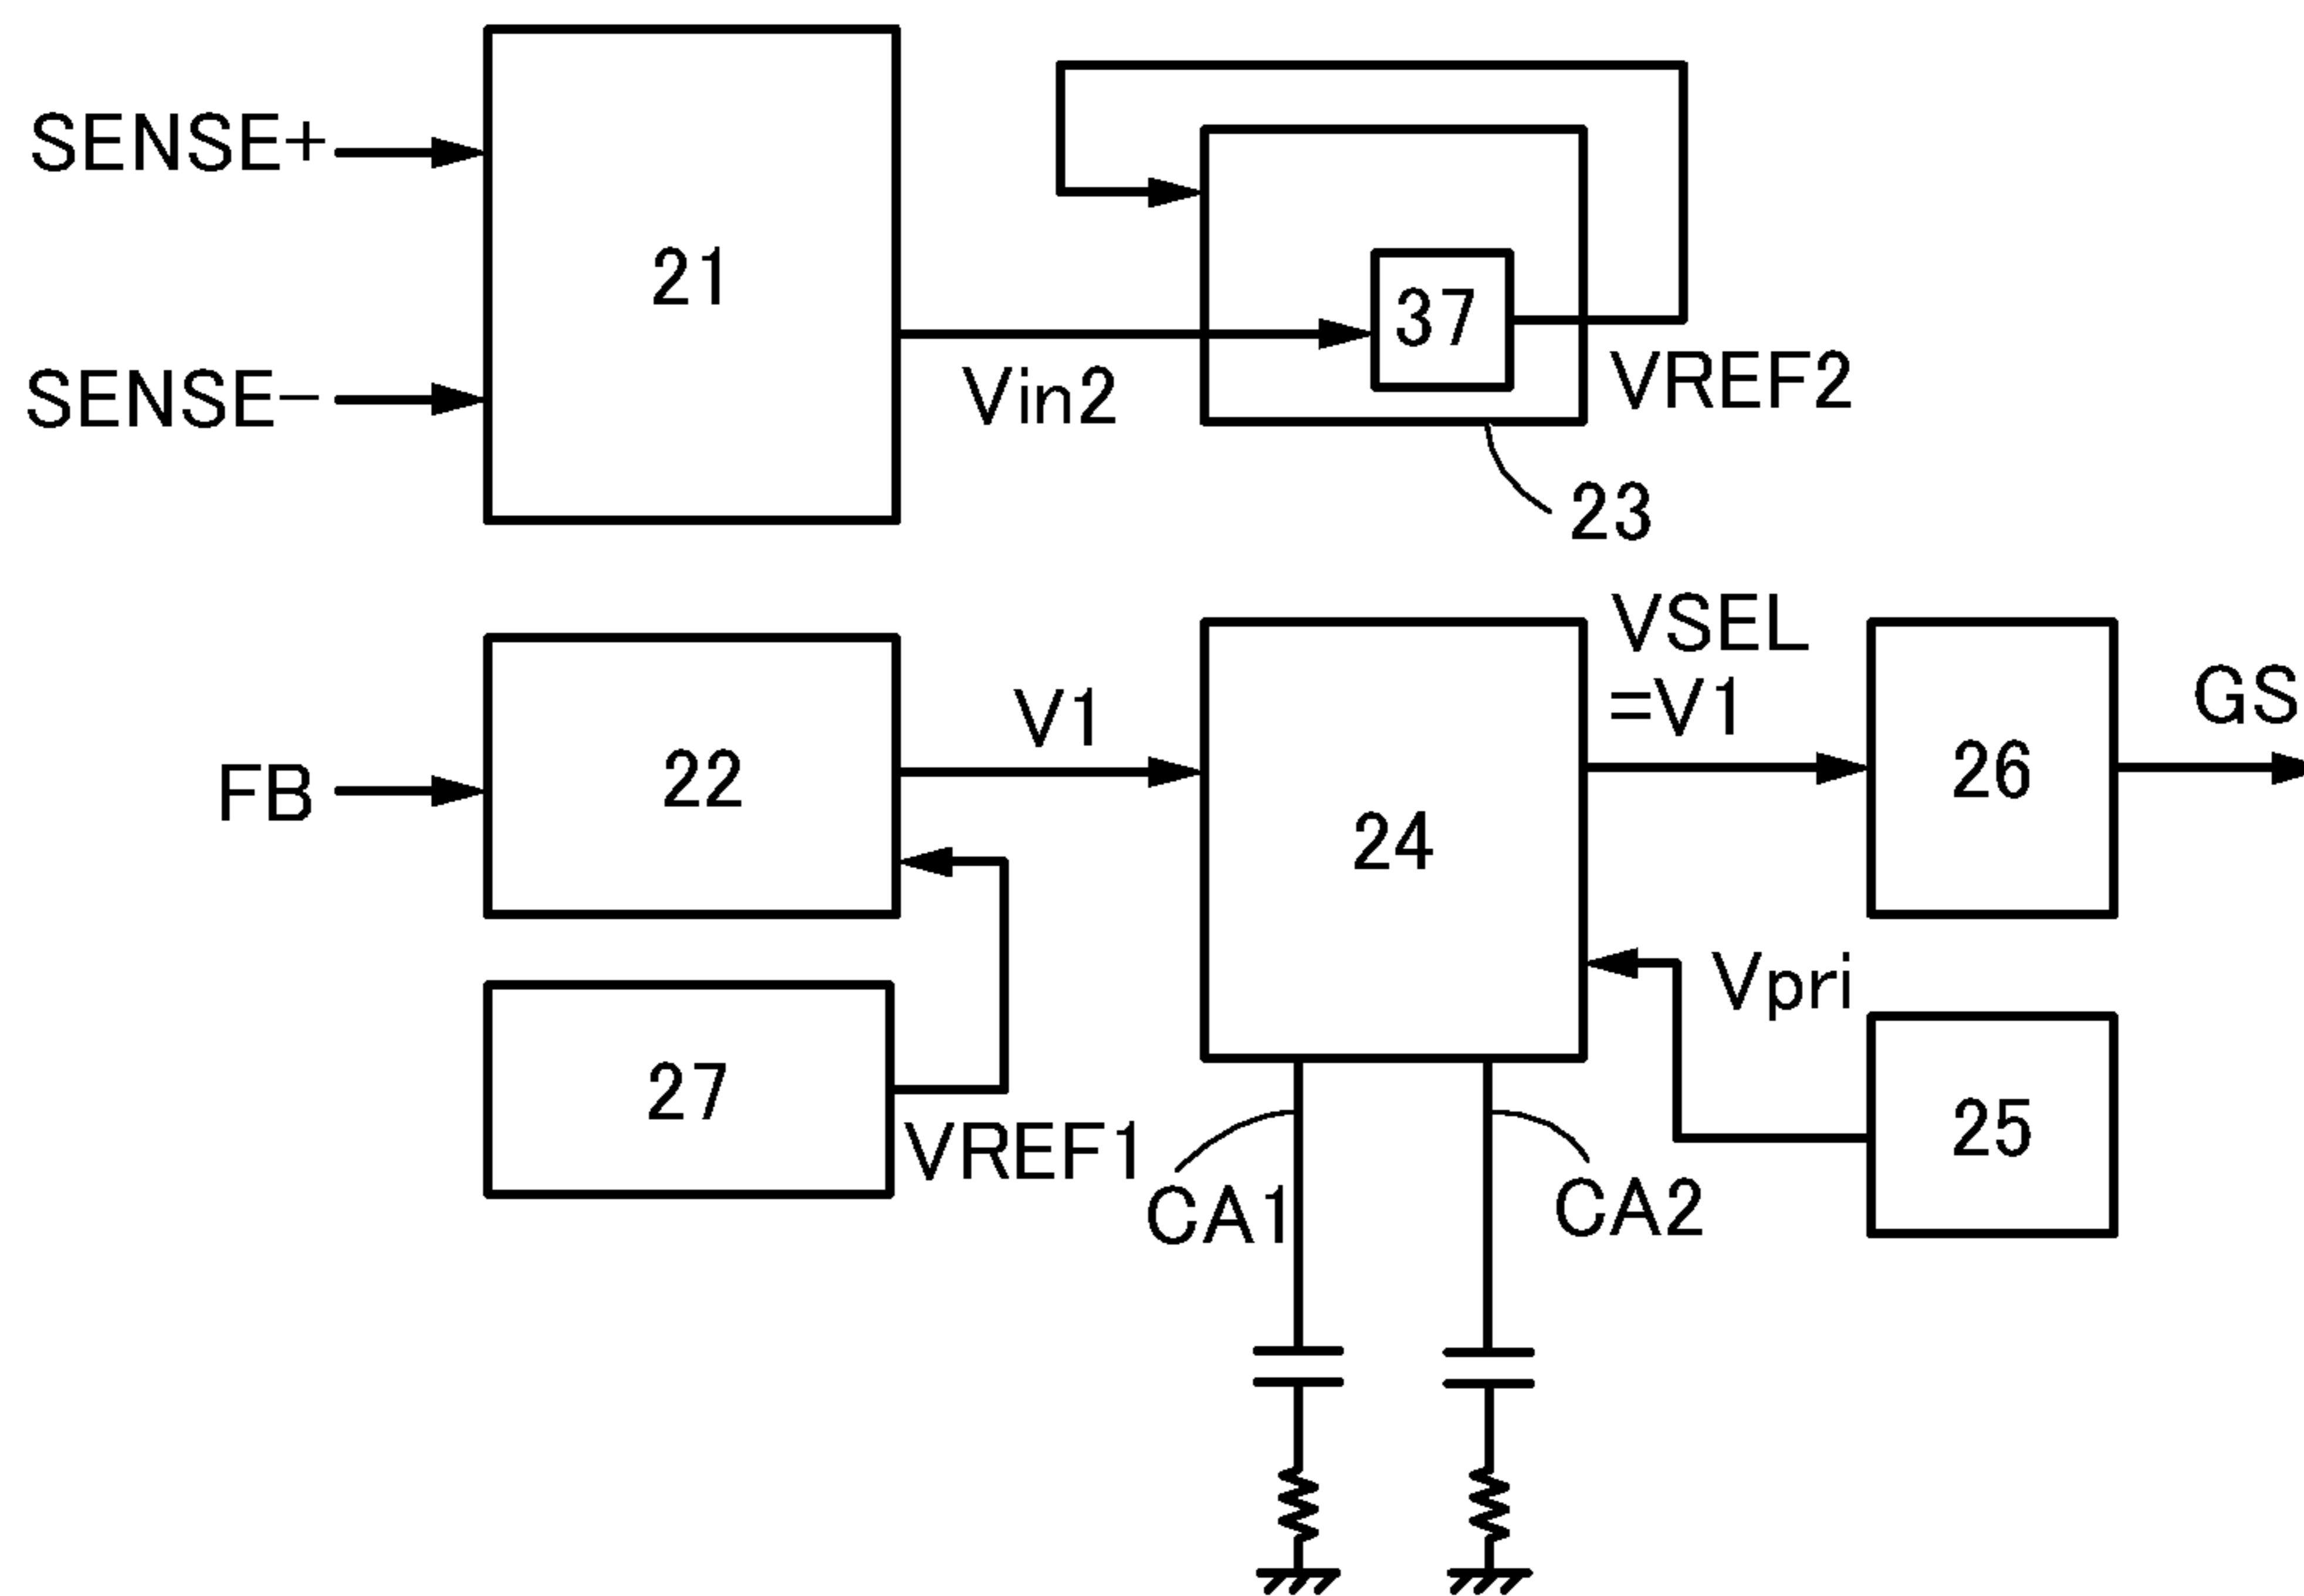 SENSE+
21
37
SENSE-
Vin2
VREF2
23
VSEL
=V1
GS
V1
FB
22
24
26
Vpri
27
VREF1
25
CA1
CA2